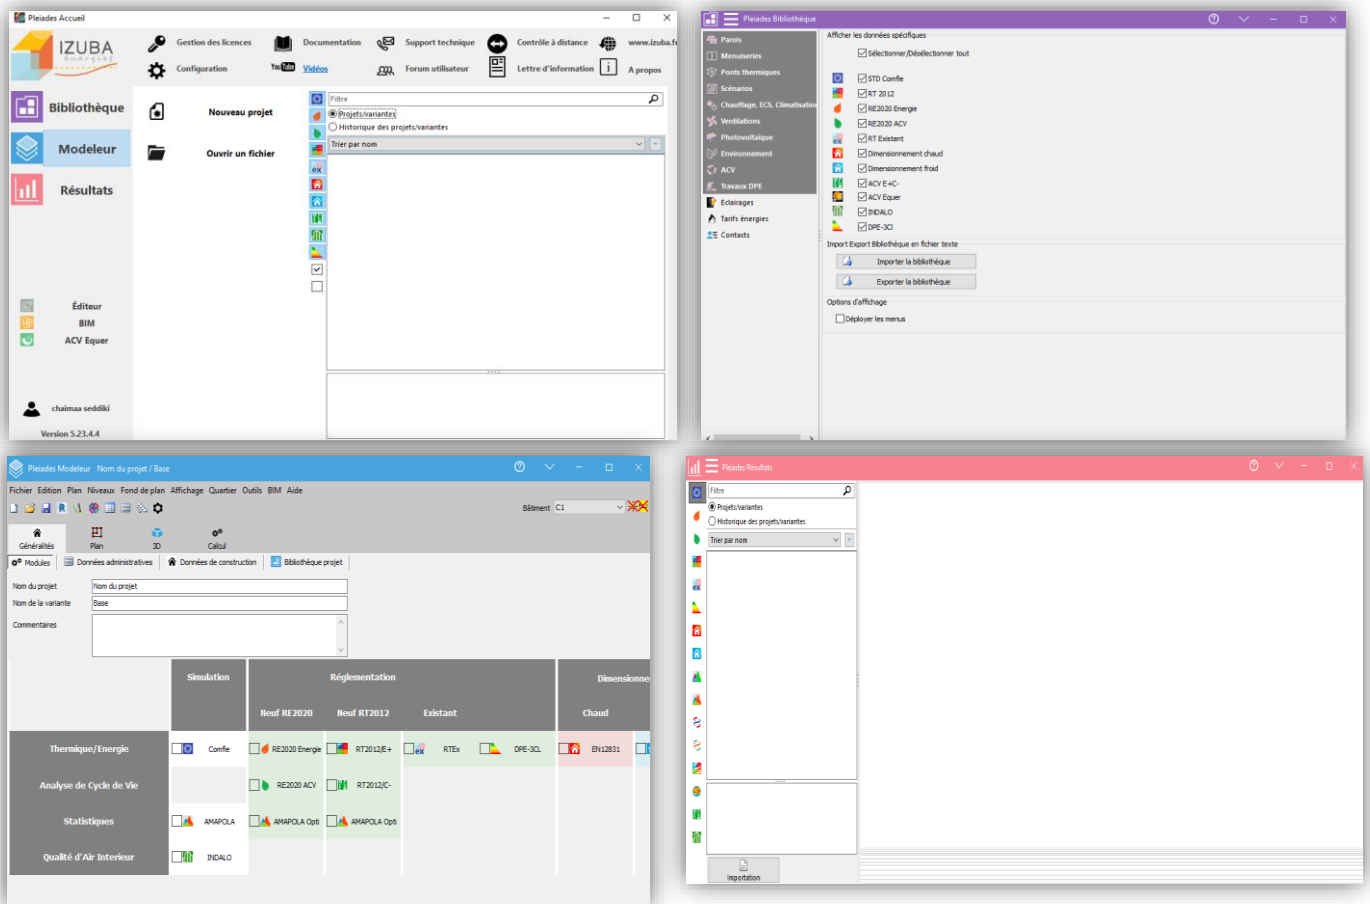 Pleiades Accueil
IZUBA
énergies
Gestion des licences
Documentation
Support technique
Contrôle à distance
www.izuba.fr
Configuration
YouTube
Vidéos
Forum utilisateur
Lettre d'information
A propos
Bibliothèque
Modeleur
Résultats
Nouveau projet
Ouvrir un fichier
Filtre
Projets/variantes
Historique des projets/variantes
Trier par nom
ex
Éditeur
BIM
ACV Equer
chaimaa seddiki
Version 5.23.4.4
Pleiades Bibliothèque
Parois
Menuiseries
Ponts thermiques
Scénarios
Chauffage, ECS, Climatisation
Ventilations
Photovoltaïque
Environnement
ACV
Travaux DPE
Eclairages
Tarifs énergies
Contacts
Afficher les données spécifiques
Sélectionner/Désélectionner tout
STD Comfie
RT 2012
RE2020 Energie
RE2020 ACV
ex RT Existant
Dimensionnement chaud
Dimensionnement froid
ACV E+C-
ACV Equer
INDALO
DPE-3Cl
Import Export Bibliothèque en fichier texte
Importer la bibliothèque
Exporter la bibliothèque
Options d'affichage
Déployer les menus
Pleiades Modeleur Nom du projet / Base
Fichier Edition Plan Niveaux Fond de plan Affichage Quartier Outils BIM Aide
Bâtiment C1
Généralités Plan 3D Calcul
Modules Données administratives Données de construction Bibliothèque projet
Nom du projet Nom du projet
Nom de la variante Base
Commentaires
Simulation Réglementation Dimensionne
Neuf RE2020 Neuf RT2012 Existant Chaud
Thermique/Energie Comfie RE2020 Energie RT2012/E+ ex RTEx DPE-3CL EN12831
Analyse de Cycle de Vie RE2020 ACV RT2012/C-
Statistiques AMAPOLA AMAPOLA Opti AMAPOLA Opti
Qualité d'Air Interieur INDALO
Pleiades Résultats
Filtre
Projets/variantes
Historique des projets/variantes
Trier par nom
ex
Importation